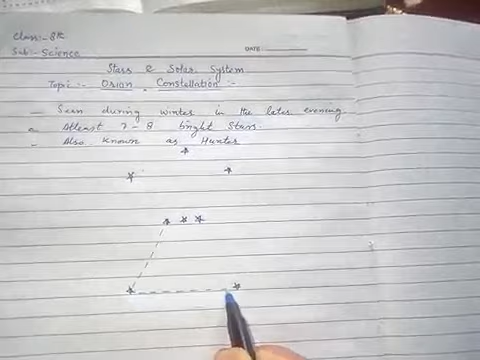 Class:- 8th
Sub:- Science
DATE
Stars & Solar System
Topic:- Orian Constellation:-
- Seen during winter in the late evening
- Atleast 7-8 bright Stars.
- Also known as Hunter